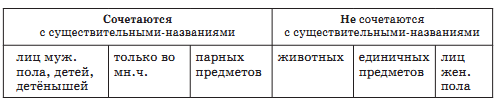 Сочетаются
с существительными-названиями
Не сочетаются
с существительными-названиями
лиц муж.
пола, детей,
детёнышей
только во
мн.ч.
парных
предметов
животных
единичных
предметов
лиц
жен.
пола